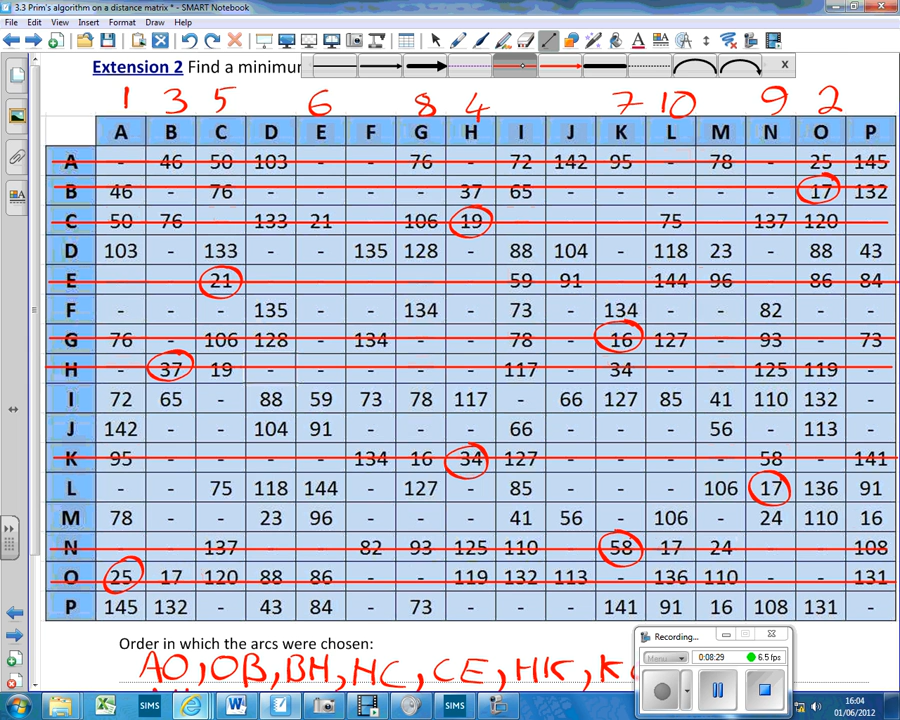 3.3 Prim's algorithm on a distance matrix * - SMART Notebook
File Edit View Insert Format Draw Help
Extension 2 Find a minimur
x
1 3 5 6 8 4 7 10 9 2
A B C D E F G H I J K L M N O P
A - 46 50 103 - - 76 - 72 142 95 - 78 - 25 145
B 46 - 76 - - - - 37 65 - - - - - 17 132
C 50 76 133 21 106 19 - - - 75 - 137 120 -
D 103 - 133 - - 135 128 - 88 104 - 118 23 - 88 43
E - - 21 - - - - - 59 91 - 144 96 - 86 84
F - - - 135 - - 134 - 73 - 134 - - 82 - -
G 76 - 106 128 - 134 - - 78 - 16 127 - 93 - 73
H - 37 19 - - - - - 117 - 34 - - 125 119 -
I 72 65 - 88 59 73 78 117 - 66 127 85 41 110 132 -
J 142 - - 104 91 - - - 66 - - - 56 - 113 -
K 95 - - - - 134 16 34 127 - - - - 58 - 141
L - - 75 118 144 - 127 - 85 - - - 106 17 136 91
M 78 - - 23 96 - - - 41 56 - 106 - 24 110 16
N - - 137 - - 82 93 125 110 - 58 17 24 - - 108
O 25 17 120 88 86 - - 119 132 113 - 136 110 - - 131
P 145 132 - 43 84 - 73 - - - 141 91 16 108 131 -
Order in which the arcs were chosen:
AO, OB, BH, HC, CE, HK, K
Recording...
0:08:29 6.5 fps
Menu...
SIMS SIMS
16:04
01/06/2012